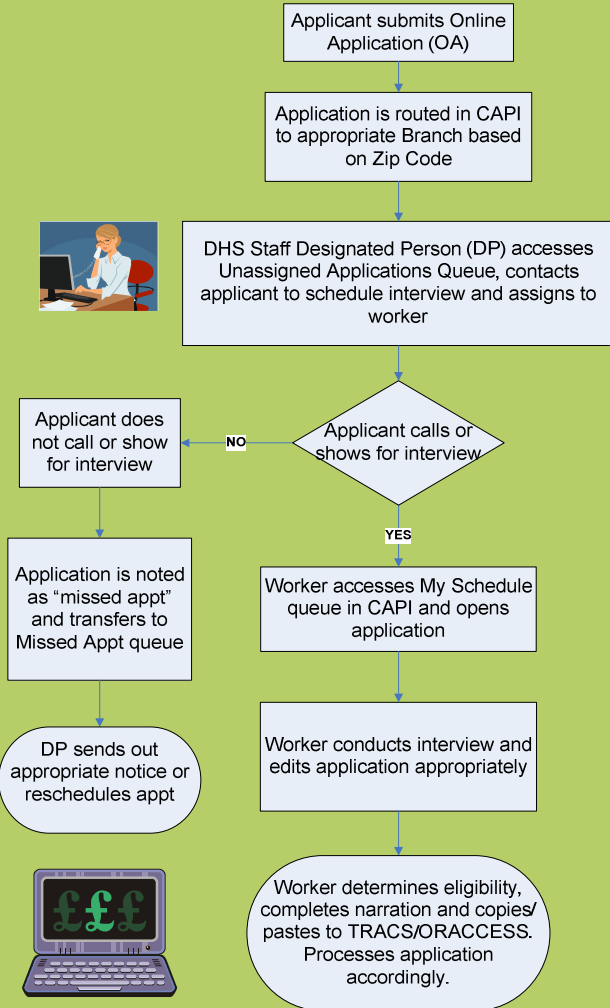 Applicant submits Online
Application (OA)
Application is routed in CAPI
to appropriate Branch based
on Zip Code
DHS Staff Designated Person (DP) accesses
Unassigned Applications Queue, contacts
applicant to schedule interview and assigns to
worker
Applicant calls or
shows for interview
NO
Applicant does
not call or show
for interview
Application is noted
as “missed appt”
and transfers to
Missed Appt queue
DP sends out
appropriate notice or
reschedules appt
YES
Worker accesses My Schedule
queue in CAPI and opens
application
Worker conducts interview and
edits application appropriately
Worker determines eligibility,
completes narration and copies/
pastes to TRACS/ORACCESS.
Processes application
accordingly.
£££